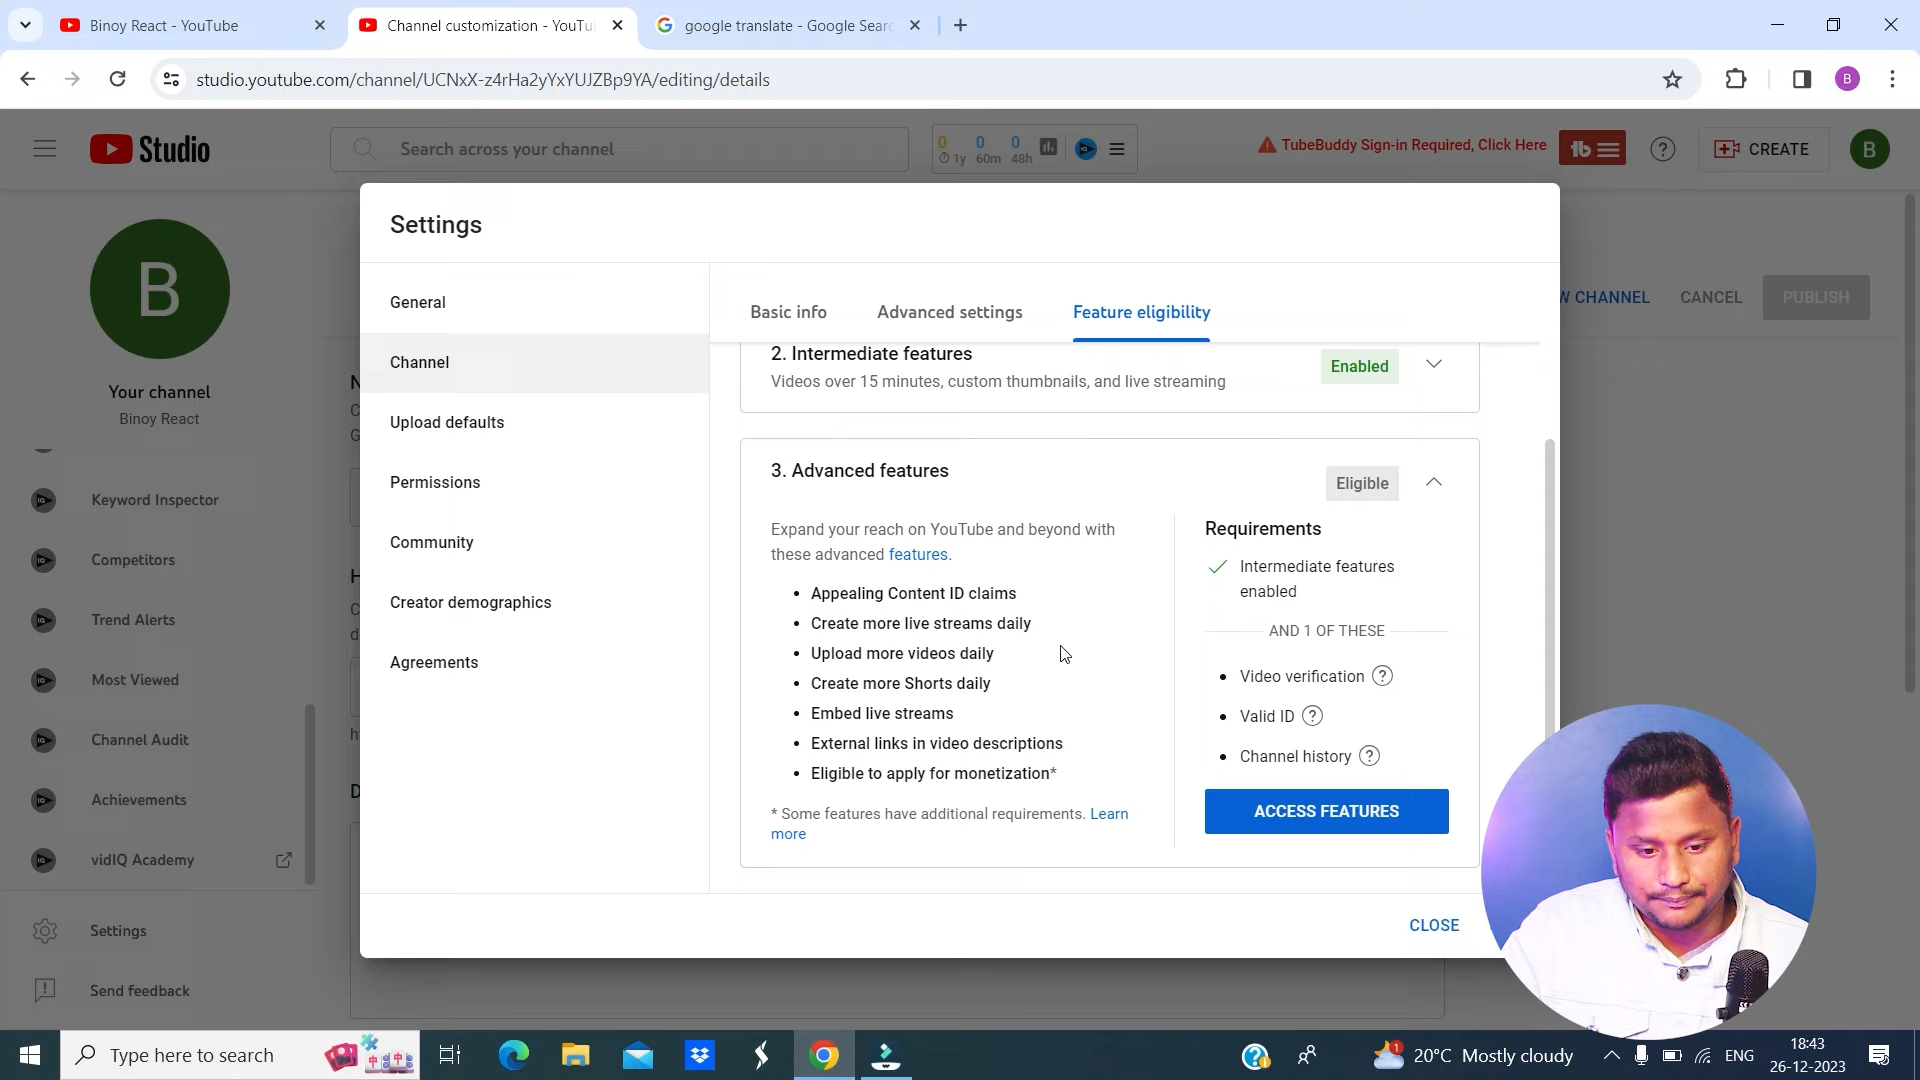 Binoy React - YouTube
Channel customization - YouTu
google translate - Google Searc
studio.youtube.com/channel/UCNxX-z4rHa2yYxYUJZBp9YA/editing/details
B
Studio
Search across your channel
0 0 0
1y 60m 48h
TubeBuddy Sign-in Required, Click Here
tb
CREATE
B
B
Your channel
Binoy React
Keyword Inspector
Competitors
Trend Alerts
Most Viewed
Channel Audit
Achievements
vidIQ Academy
Settings
Send feedback
W CHANNEL
CANCEL
PUBLISH
Settings
General
Channel
Upload defaults
Permissions
Community
Creator demographics
Agreements
Basic info
Advanced settings
Feature eligibility
2. Intermediate features
Videos over 15 minutes, custom thumbnails, and live streaming
Enabled
3. Advanced features
Eligible
Expand your reach on YouTube and beyond with
these advanced features.
• Appealing Content ID claims
• Create more live streams daily
• Upload more videos daily
• Create more Shorts daily
• Embed live streams
• External links in video descriptions
• Eligible to apply for monetization*
* Some features have additional requirements. Learn
more
Requirements
Intermediate features
enabled
AND 1 OF THESE
• Video verification
• Valid ID
• Channel history
ACCESS FEATURES
CLOSE
Type here to search
1
20°C Mostly cloudy
ENG
18:43
26-12-2023